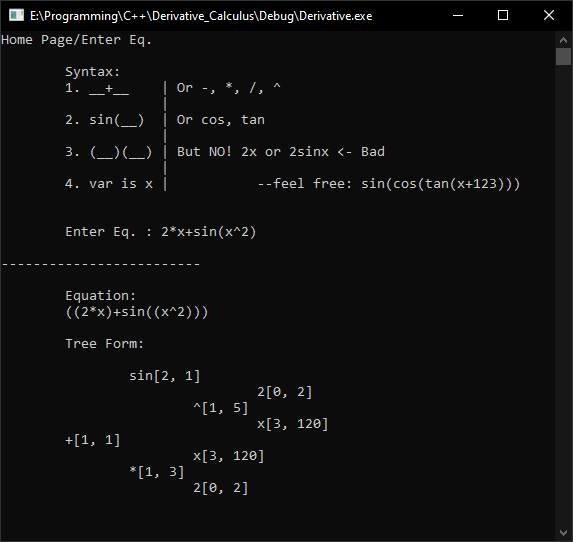 E:\Programming\C++\Derivative_Calculus\Debug\Derivative.exe
Home Page/Enter Eq.
Syntax:
1. __+__    | Or -, *, /, ^
|
2. sin(__)  | Or cos, tan
|
3. (__)(__) | But NO! 2x or 2sinx <- Bad
|
4. var is x |           --feel free: sin(cos(tan(x+123)))
Enter Eq. : 2*x+sin(x^2)
-------------------------
Equation:
((2*x)+sin((x^2)))
Tree Form:
sin[2, 1]
2[0, 2]
^[1, 5]
x[3, 120]
+[1, 1]
x[3, 120]
*[1, 3]
2[0, 2]